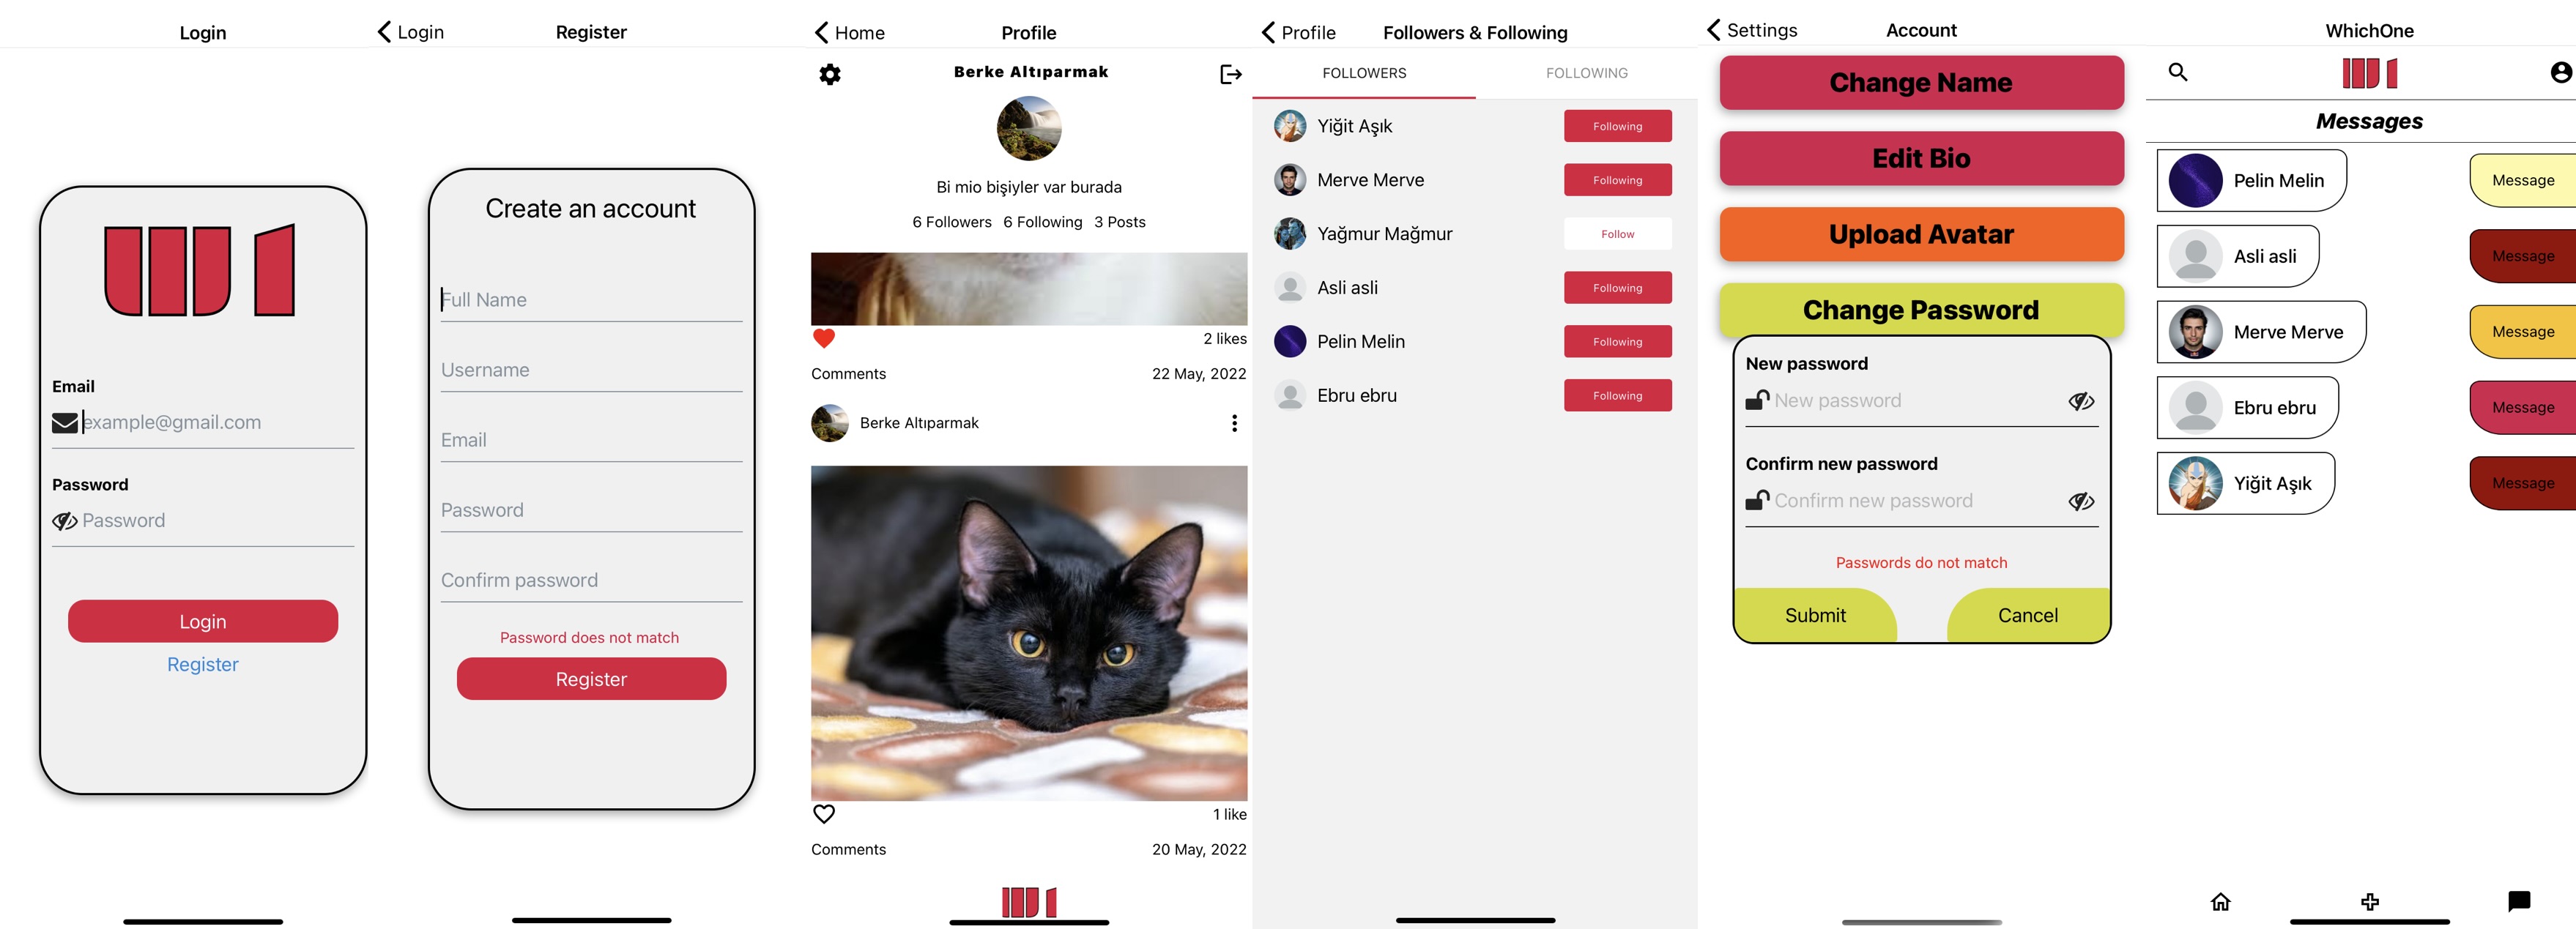 Login
Email
example@gmail.com
Password
Password
Login
Register
Login
Register
Create an account
Full Name
Username
Email
Password
Confirm password
Password does not match
Register
Home
Profile
Berke Altıparmak
Bi mio bişiyler var burada
6 Followers 6 Following 3 Posts
2 likes
Comments
22 May, 2022
Berke Altıparmak
1 like
Comments
20 May, 2022
Profile
Followers & Following
FOLLOWERS
FOLLOWING
Yiğit Aşık
Following
Merve Merve
Following
Yağmur Mağmur
Follow
Asli asli
Following
Pelin Melin
Following
Ebru ebru
Following
Settings
Account
Change Name
Edit Bio
Upload Avatar
Change Password
New password
New password
Confirm new password
Confirm new password
Passwords do not match
Submit
Cancel
WhichOne
Messages
Pelin Melin
Message
Asli asli
Message
Merve Merve
Message
Ebru ebru
Message
Yiğit Aşık
Message